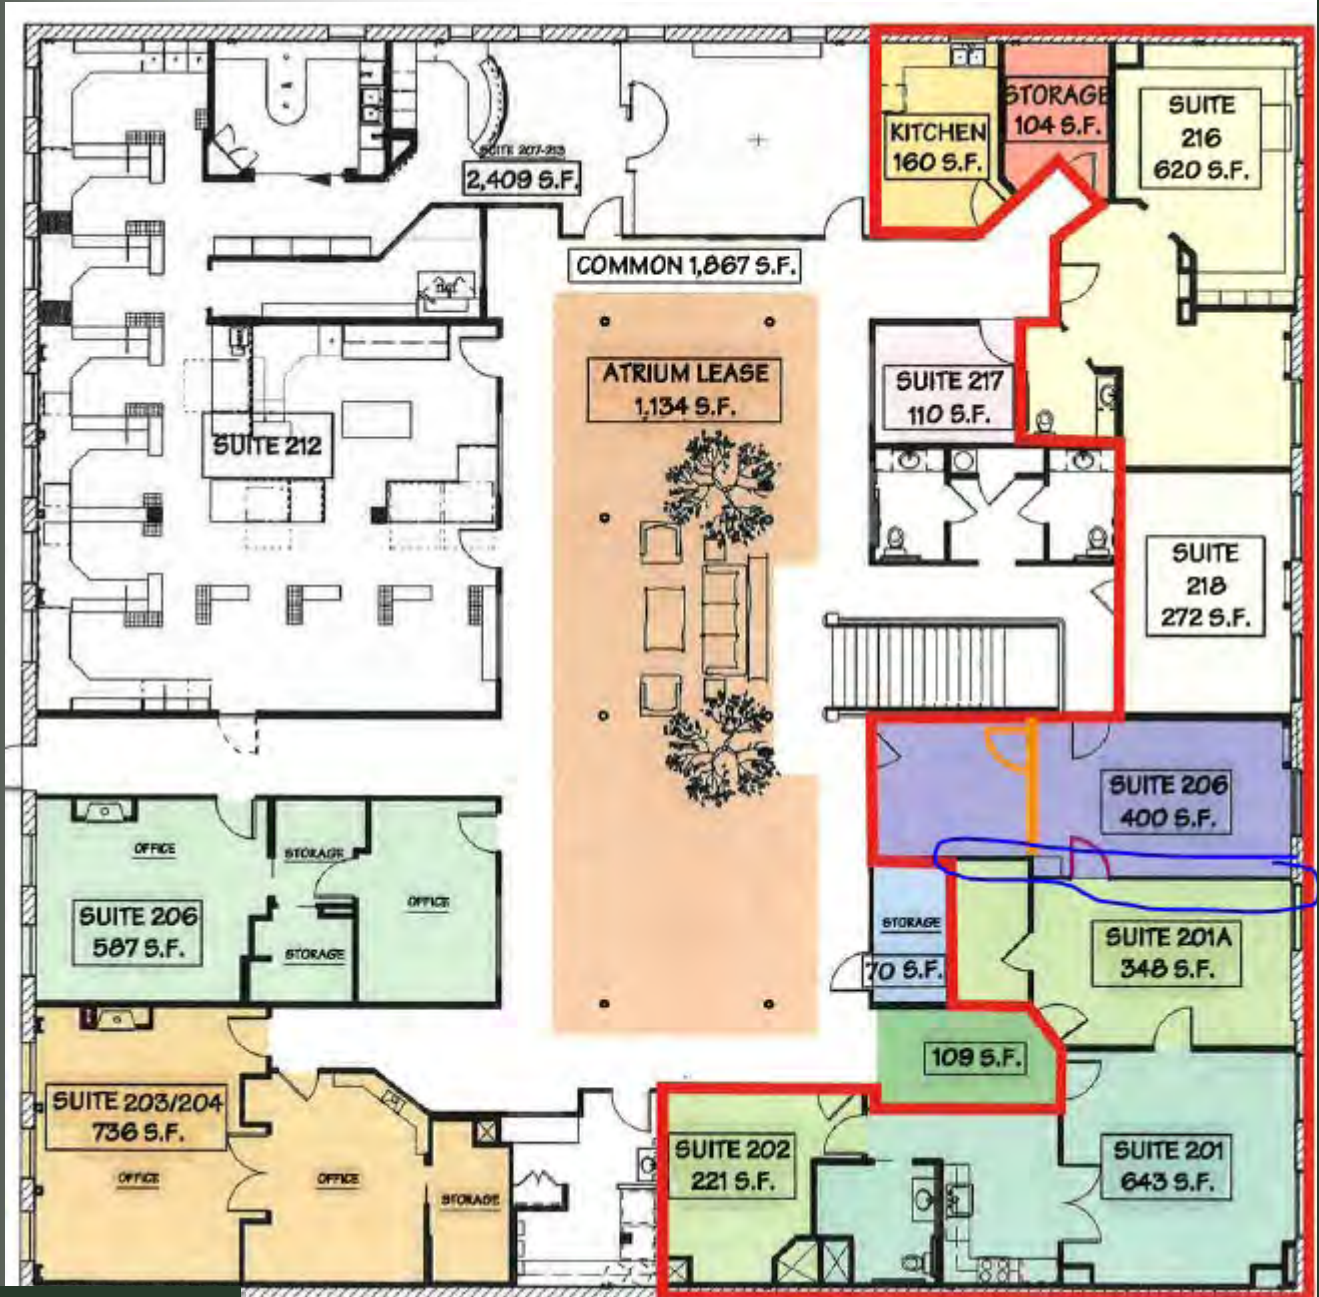 KITCHEN
160 S.F.
STORAGE
104 S.F.
SUITE
216
620 S.F.
SUITE 207-213
2,409 S.F.
COMMON 1,867 S.F.
ATRIUM LEASE
1,134 S.F.
SUITE 217
110 S.F.
SUITE 212
Ref
SUITE
218
272 S.F.
SUITE 206
400 S.F.
OFFICE
STORAGE
OFFICE
SUITE 206
587 S.F.
STORAGE
STORAGE
70 S.F.
SUITE 201A
348 S.F.
109 S.F.
SUITE 203/204
736 S.F.
OFFICE
OFFICE
STORAGE
SUITE 202
221 S.F.
SUITE 201
643 S.F.